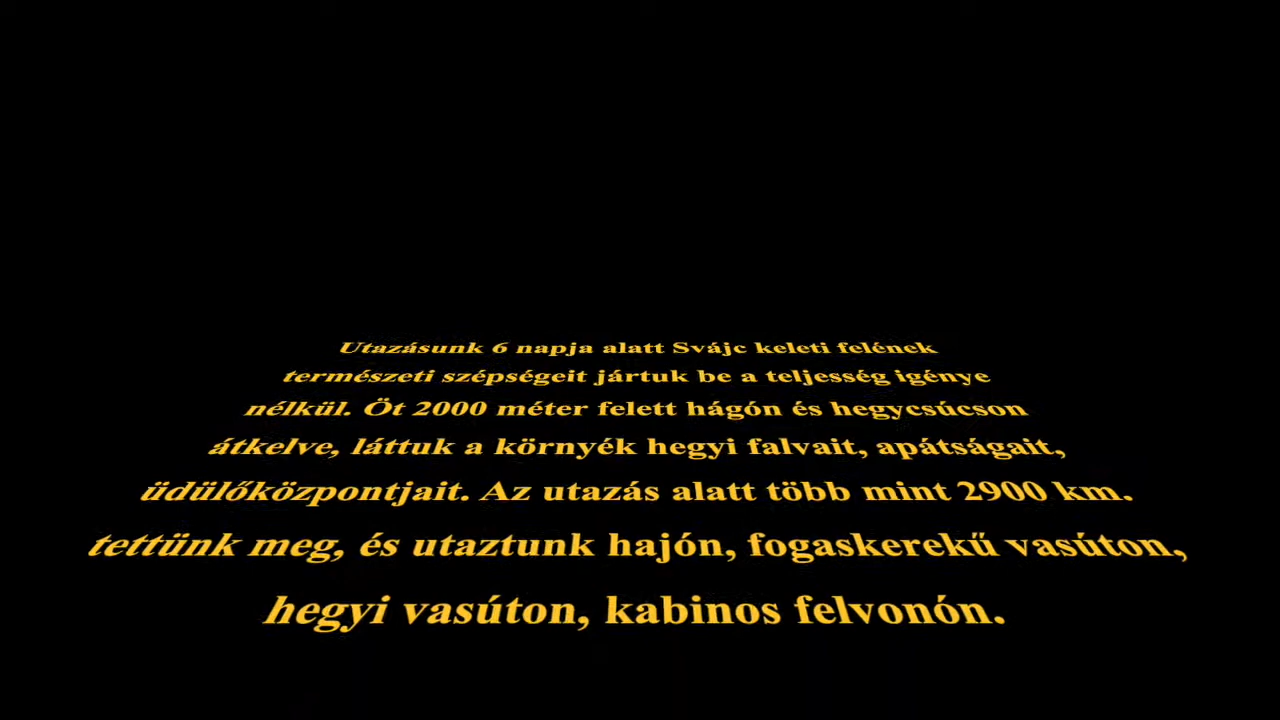 Utazásunk 6 napja alatt Svájc keleti felének
természeti szépségeit jártuk be a teljesség igénye
nélkül. Öt 2000 méter felett hágón és hegycsúcson
átkelve, láttuk a környék hegyi falvait, apátságait,
üdülőközpontjait. Az utazás alatt több mint 2900 km.
tettünk meg, és utaztunk hajón, fogaskerekű vasúton,
hegyi vasúton, kabinos felvonón.